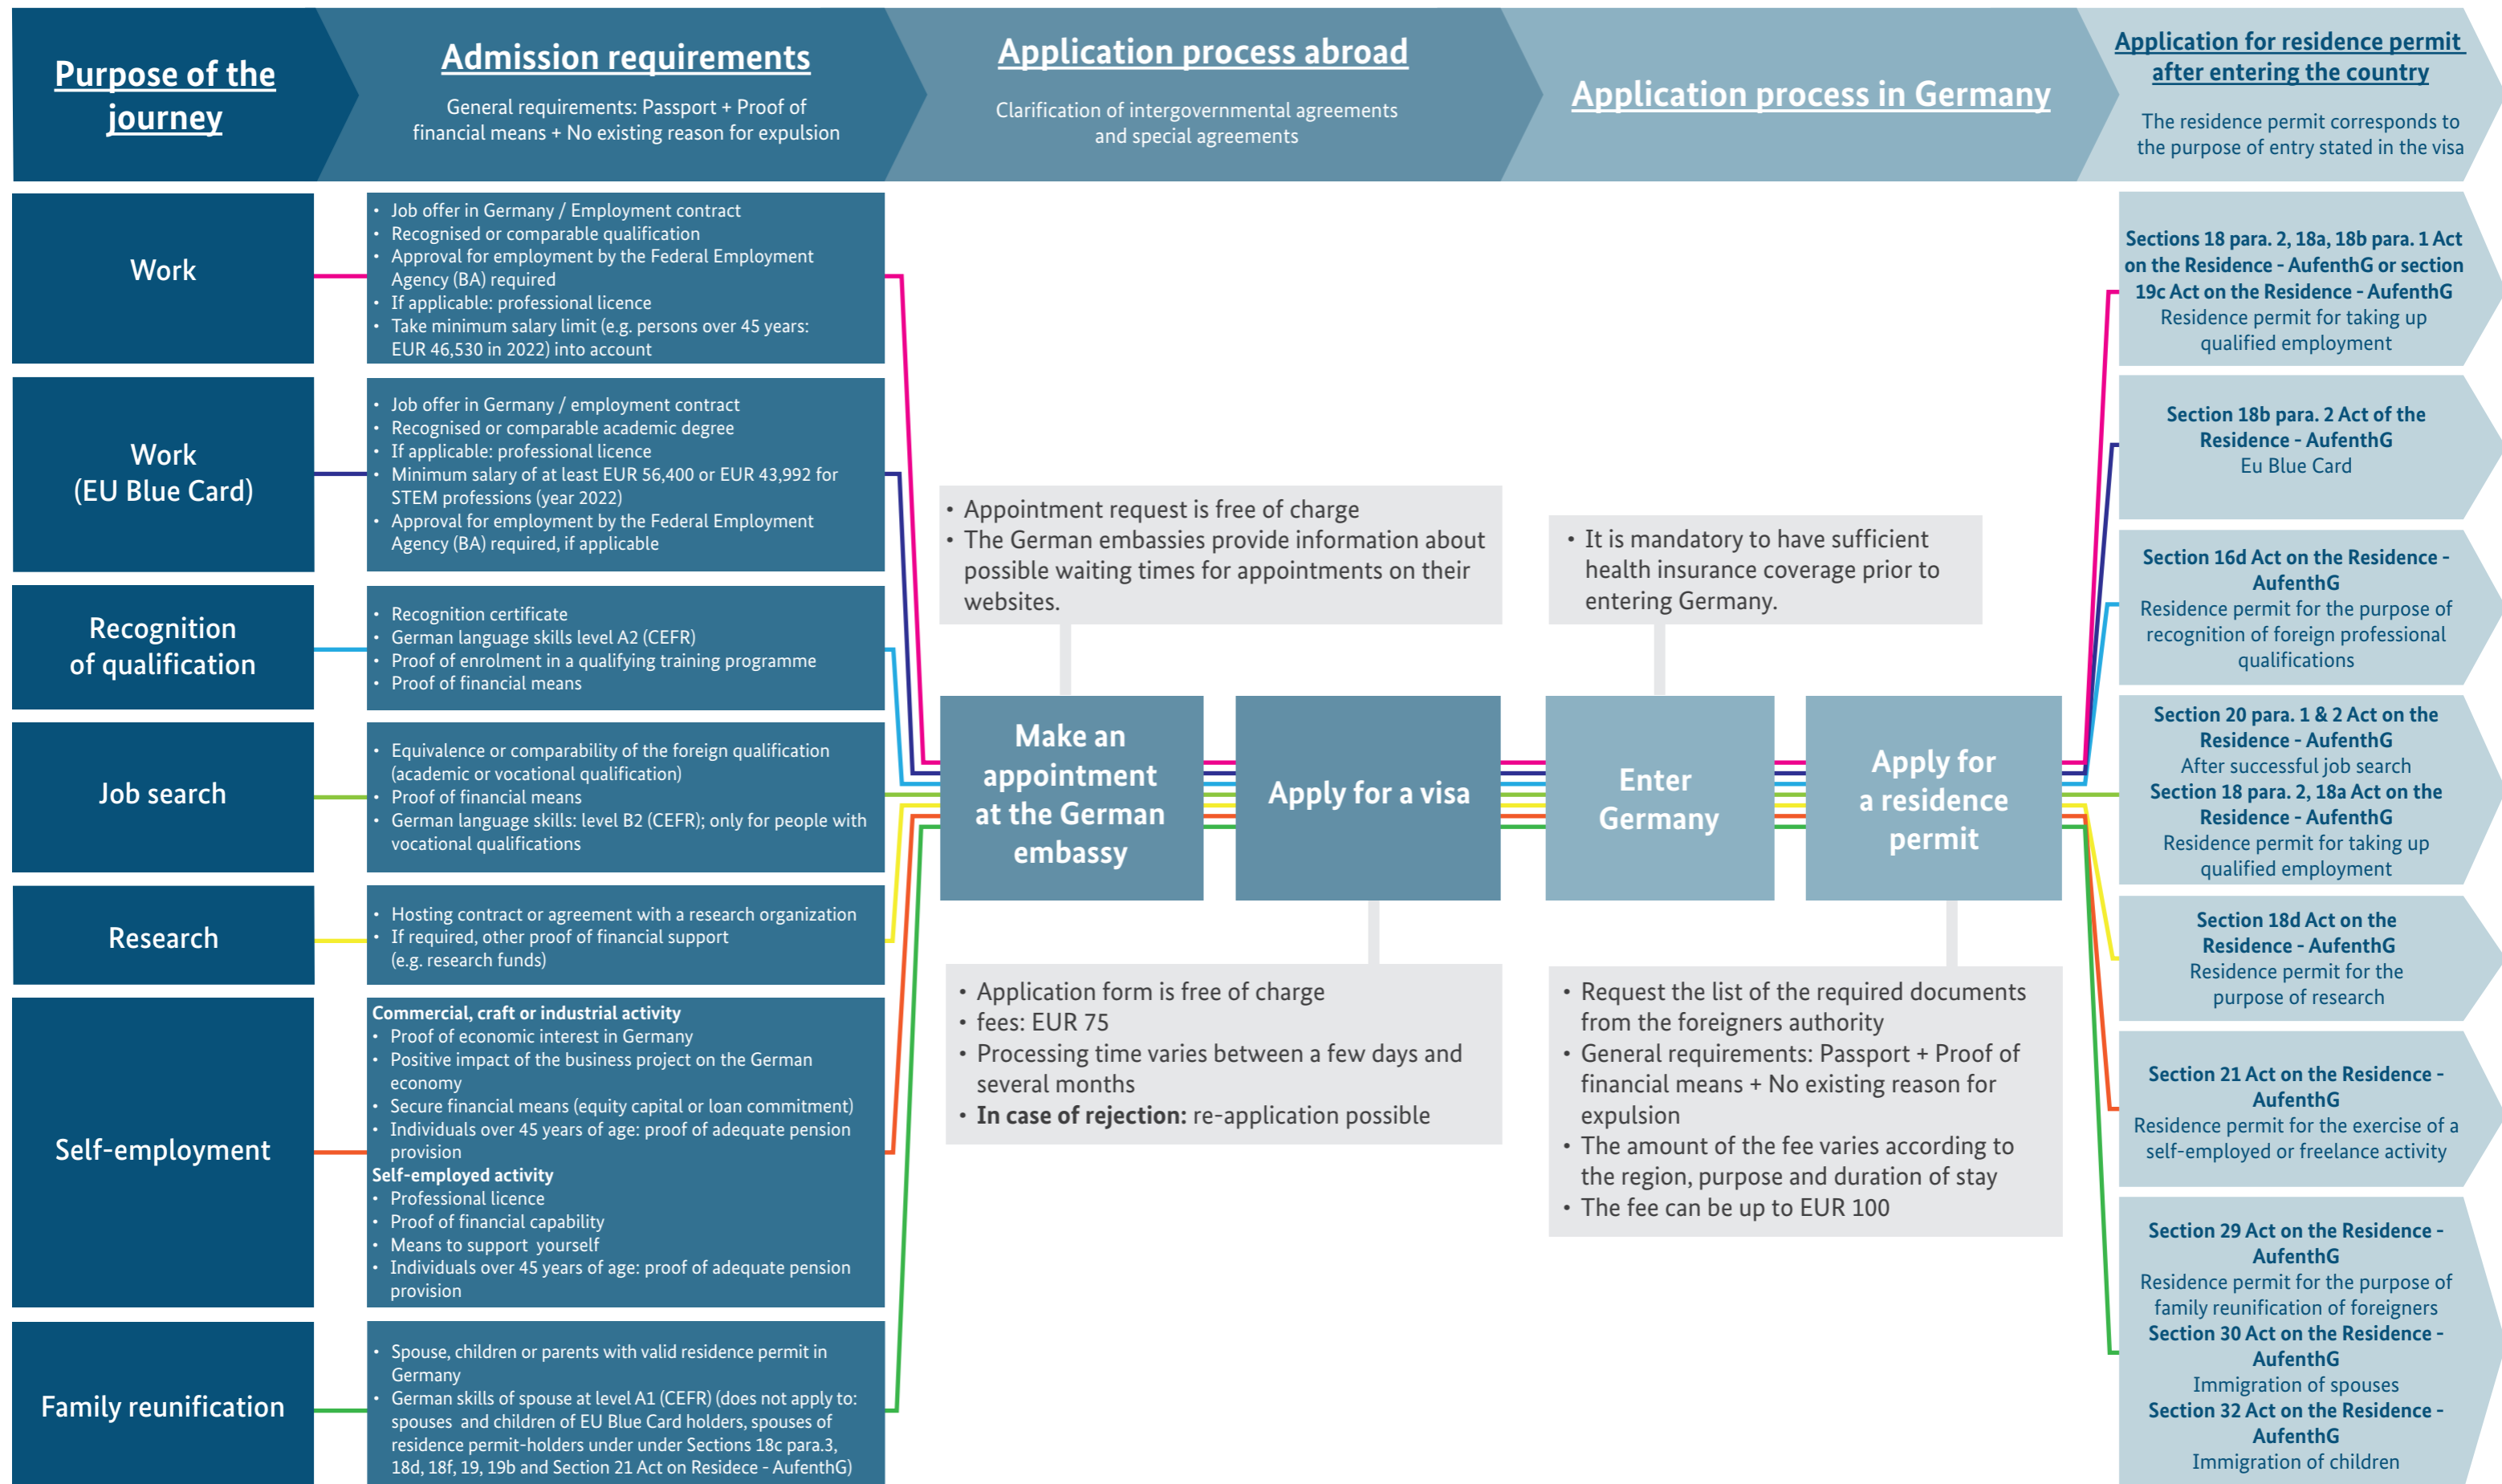 Purpose of the
journey
Admission requirements
General requirements: Passport + Proof of
financial means + No existing reason for expulsion
Application process abroad
Clarification of intergovernmental agreements
and special agreements
Application process in Germany
Application for residence permit
after entering the country
The residence permit corresponds to
the purpose of entry stated in the visa
Work
• Job offer in Germany / Employment contract
• Recognised or comparable qualification
• Approval for employment by the Federal Employment
Agency (BA) required
• If applicable: professional licence
• Take minimum salary limit (e.g. persons over 45 years:
EUR 46,530 in 2022) into account
Work
(EU Blue Card)
• Job offer in Germany / employment contract
• Recognised or comparable academic degree
• If applicable: professional licence
• Minimum salary of at least EUR 56,400 or EUR 43,992 for
STEM professions (year 2022)
• Approval for employment by the Federal Employment
Agency (BA) required, if applicable
Recognition
of qualification
• Recognition certificate
• German language skills level A2 (CEFR)
• Proof of enrolment in a qualifying training programme
• Proof of financial means
Job search
• Equivalence or comparability of the foreign qualification
(academic or vocational qualification)
• Proof of financial means
• German language skills: level B2 (CEFR); only for people with
vocational qualifications
Research
• Hosting contract or agreement with a research organization
• If required, other proof of financial support
(e.g. research funds)
Self-employment
Commercial, craft or industrial activity
• Proof of economic interest in Germany
• Positive impact of the business project on the German
economy
• Secure financial means (equity capital or loan commitment)
• Individuals over 45 years of age: proof of adequate pension
provision
Self-employed activity
• Professional licence
• Proof of financial capability
• Means to support yourself
• Individuals over 45 years of age: proof of adequate pension
provision
Family reunification
• Spouse, children or parents with valid residence permit in
Germany
• German skills of spouse at level A1 (CEFR) (does not apply to:
spouses and children of EU Blue Card holders, spouses of
residence permit-holders under under Sections 18c para.3,
18d, 18f, 19, 19b and Section 21 Act on Residece - AufenthG)
• Appointment request is free of charge
• The German embassies provide information about
possible waiting times for appointments on their
websites.
Make an
appointment
at the German
embassy
Apply for a visa
• Application form is free of charge
• fees: EUR 75
• Processing time varies between a few days and
several months
• In case of rejection: re-application possible
• It is mandatory to have sufficient
health insurance coverage prior to
entering Germany.
Enter
Germany
Apply for
a residence
permit
• Request the list of the required documents
from the foreigners authority
• General requirements: Passport + Proof of
financial means + No existing reason for
expulsion
• The amount of the fee varies according to
the region, purpose and duration of stay
• The fee can be up to EUR 100
Sections 18 para. 2, 18a, 18b para. 1 Act
on the Residence - AufenthG or section
19c Act on the Residence - AufenthG
Residence permit for taking up
qualified employment
Section 18b para. 2 Act of the
Residence - AufenthG
Eu Blue Card
Section 16d Act on the Residence -
AufenthG
Residence permit for the purpose of
recognition of foreign professional
qualifications
Section 20 para. 1 & 2 Act on the
Residence - AufenthG
After successful job search
Section 18 para. 2, 18a Act on the
Residence - AufenthG
Residence permit for taking up
qualified employment
Section 18d Act on the
Residence - AufenthG
Residence permit for the
purpose of research
Section 21 Act on the Residence -
AufenthG
Residence permit for the exercise of a
self-employed or freelance activity
Section 29 Act on the Residence -
AufenthG
Residence permit for the purpose of
family reunification of foreigners
Section 30 Act on the Residence -
AufenthG
Immigration of spouses
Section 32 Act on the Residence -
AufenthG
Immigration of children